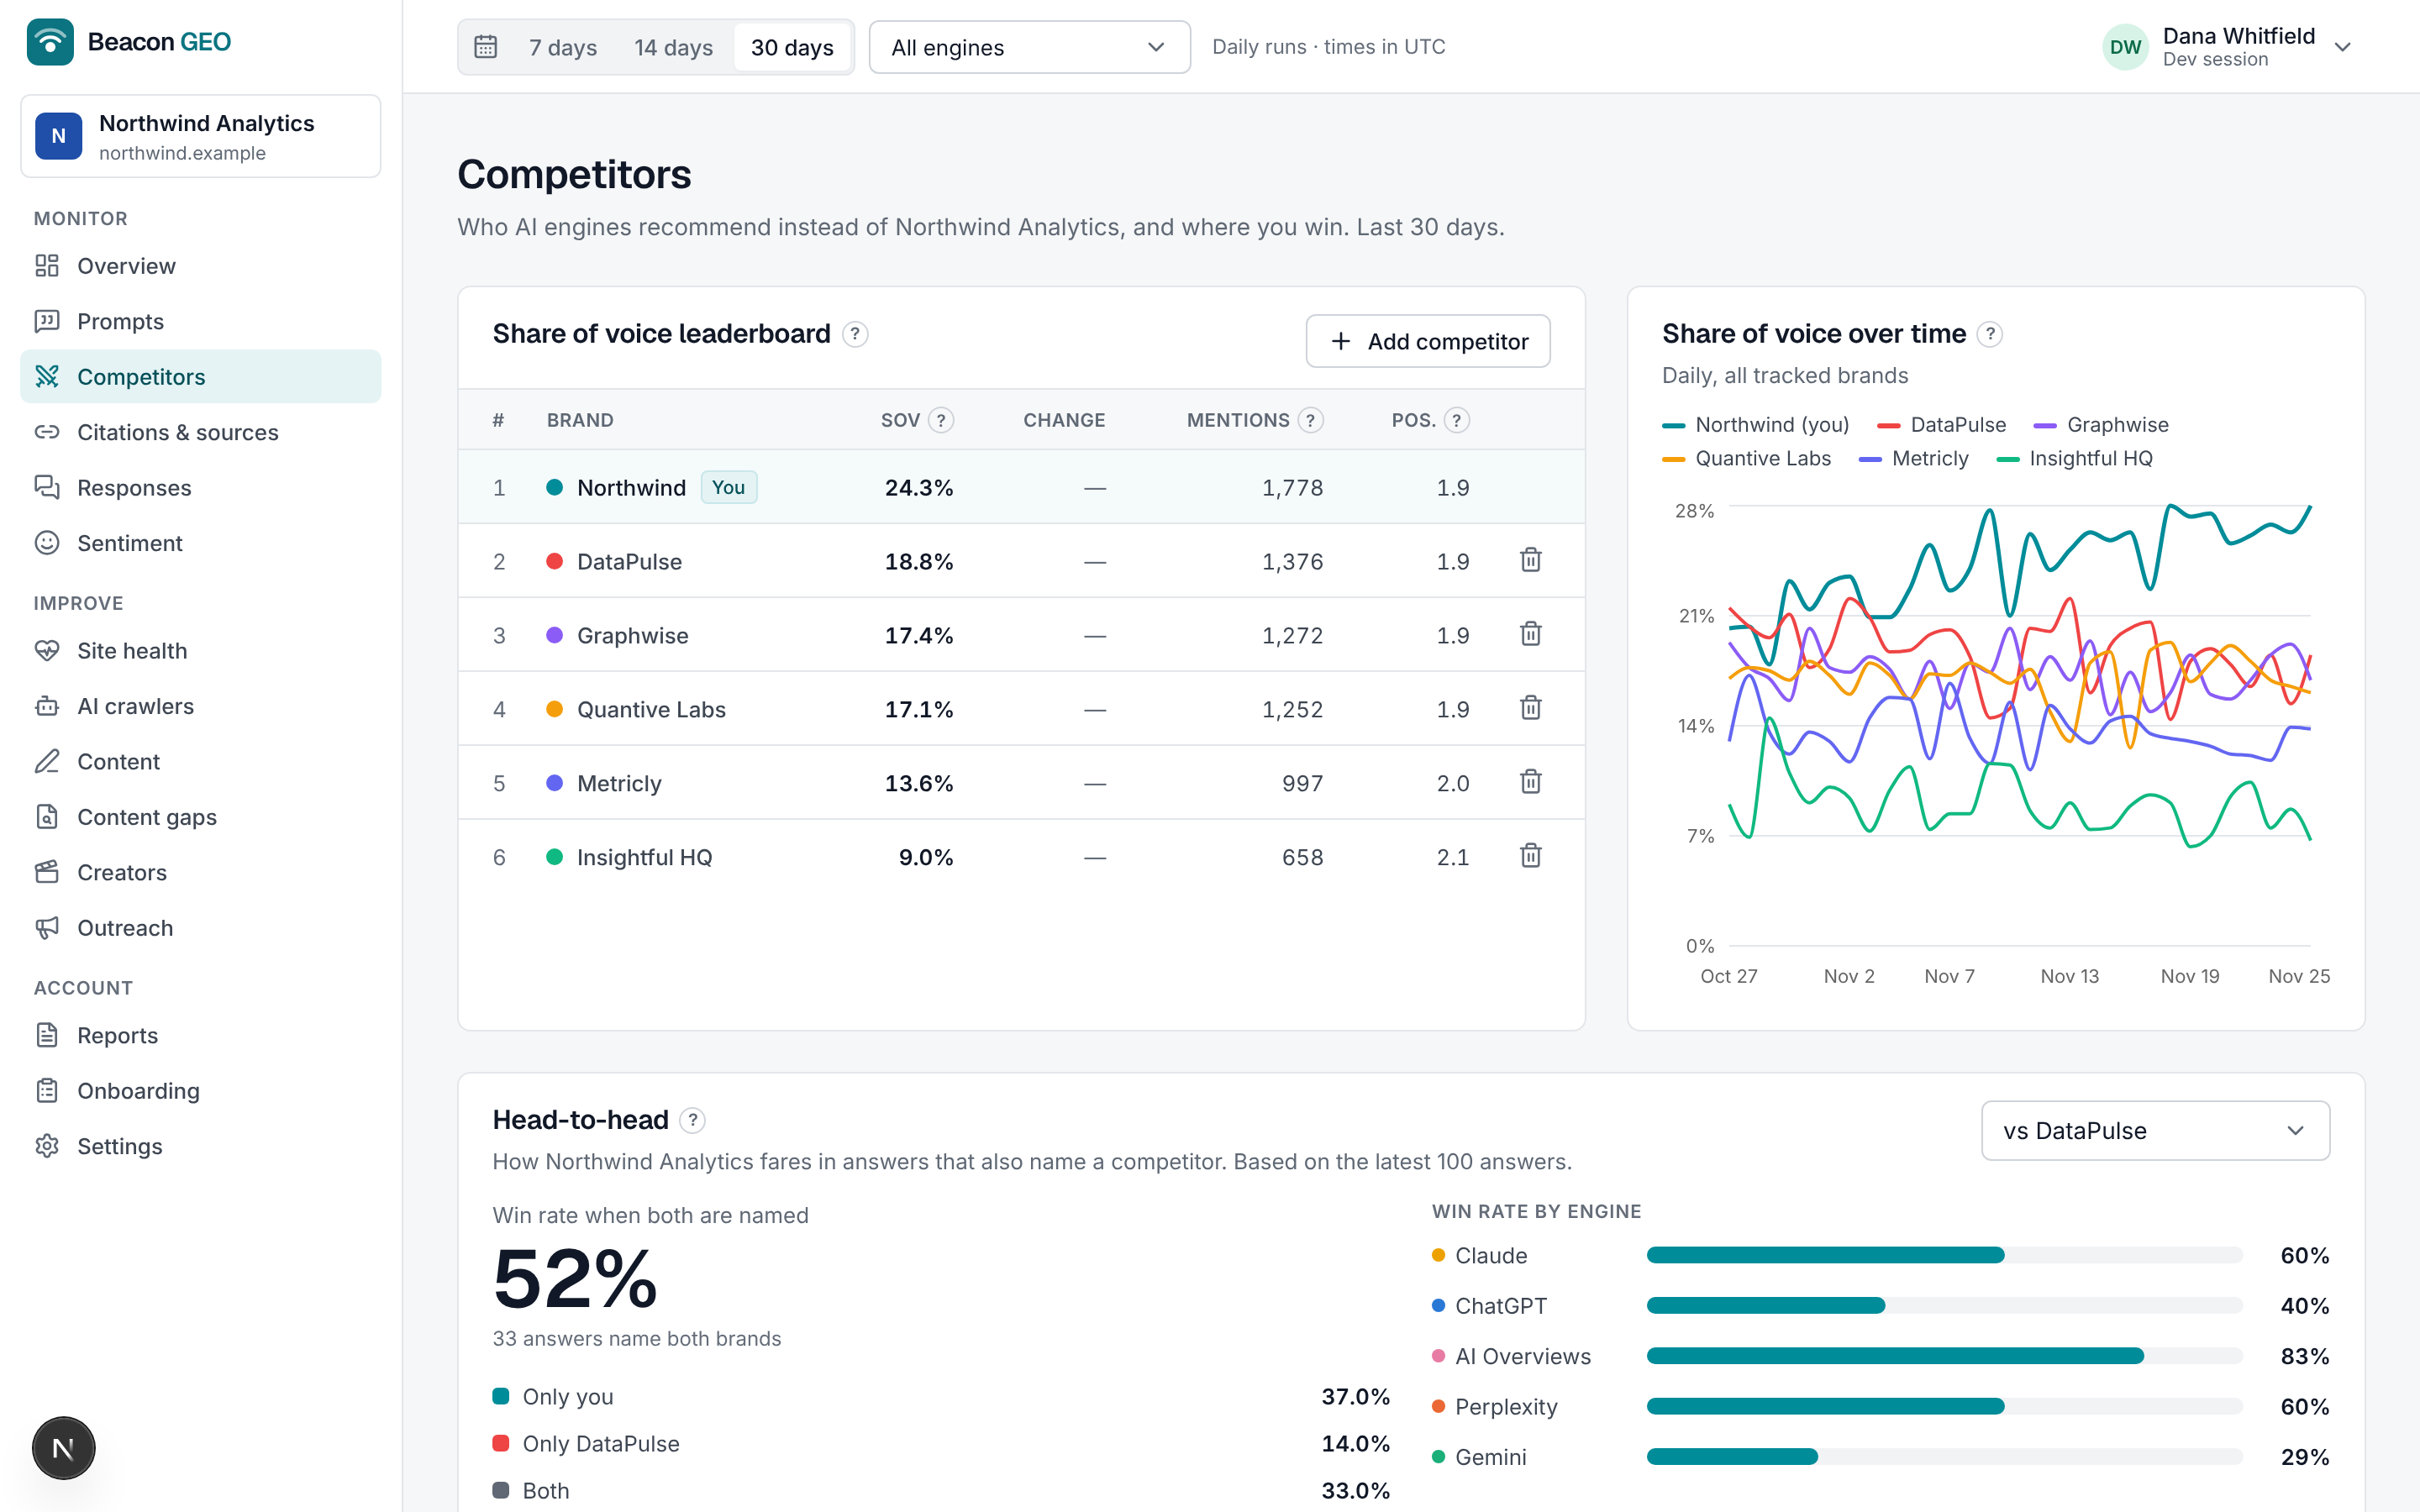 Beacon GEO
N
Northwind Analytics
northwind.example
MONITOR
Overview
Prompts
Competitors
Citations & sources
Responses
Sentiment
IMPROVE
Site health
AI crawlers
Content
Content gaps
Creators
Outreach
ACCOUNT
Reports
Onboarding
Settings
N
7 days 14 days 30 days
All engines
Daily runs · times in UTC
DW
Dana Whitfield
Dev session
Competitors
Who AI engines recommend instead of Northwind Analytics, and where you win. Last 30 days.
Share of voice leaderboard ?
+ Add competitor
# BRAND SOV ? CHANGE MENTIONS ? POS. ?
1 Northwind You 24.3% — 1,778 1.9
2 DataPulse 18.8% — 1,376 1.9
3 Graphwise 17.4% — 1,272 1.9
4 Quantive Labs 17.1% — 1,252 1.9
5 Metricly 13.6% — 997 2.0
6 Insightful HQ 9.0% — 658 2.1
Share of voice over time ?
Daily, all tracked brands
Northwind (you) DataPulse Graphwise
Quantive Labs Metricly Insightful HQ
28%
21%
14%
7%
0%
Oct 27 Nov 2 Nov 7 Nov 13 Nov 19 Nov 25
Head-to-head ?
How Northwind Analytics fares in answers that also name a competitor. Based on the latest 100 answers.
vs DataPulse
Win rate when both are named
52%
33 answers name both brands
Only you 37.0%
Only DataPulse 14.0%
Both 33.0%
WIN RATE BY ENGINE
Claude 60%
ChatGPT 40%
AI Overviews 83%
Perplexity 60%
Gemini 29%